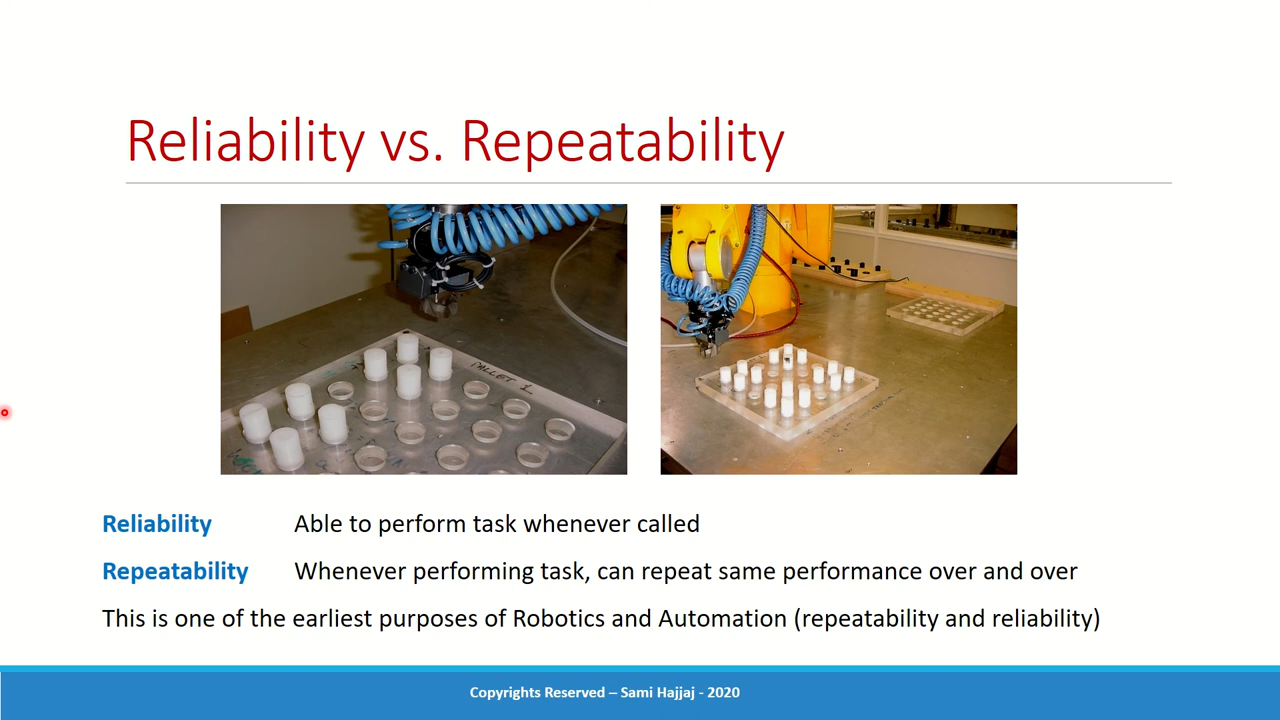 Reliability vs. Repeatability
PALLET 1
Reliability Able to perform task whenever called
Repeatability Whenever performing task, can repeat same performance over and over
This is one of the earliest purposes of Robotics and Automation (repeatability and reliability)
Copyrights Reserved – Sami Hajjaj - 2020